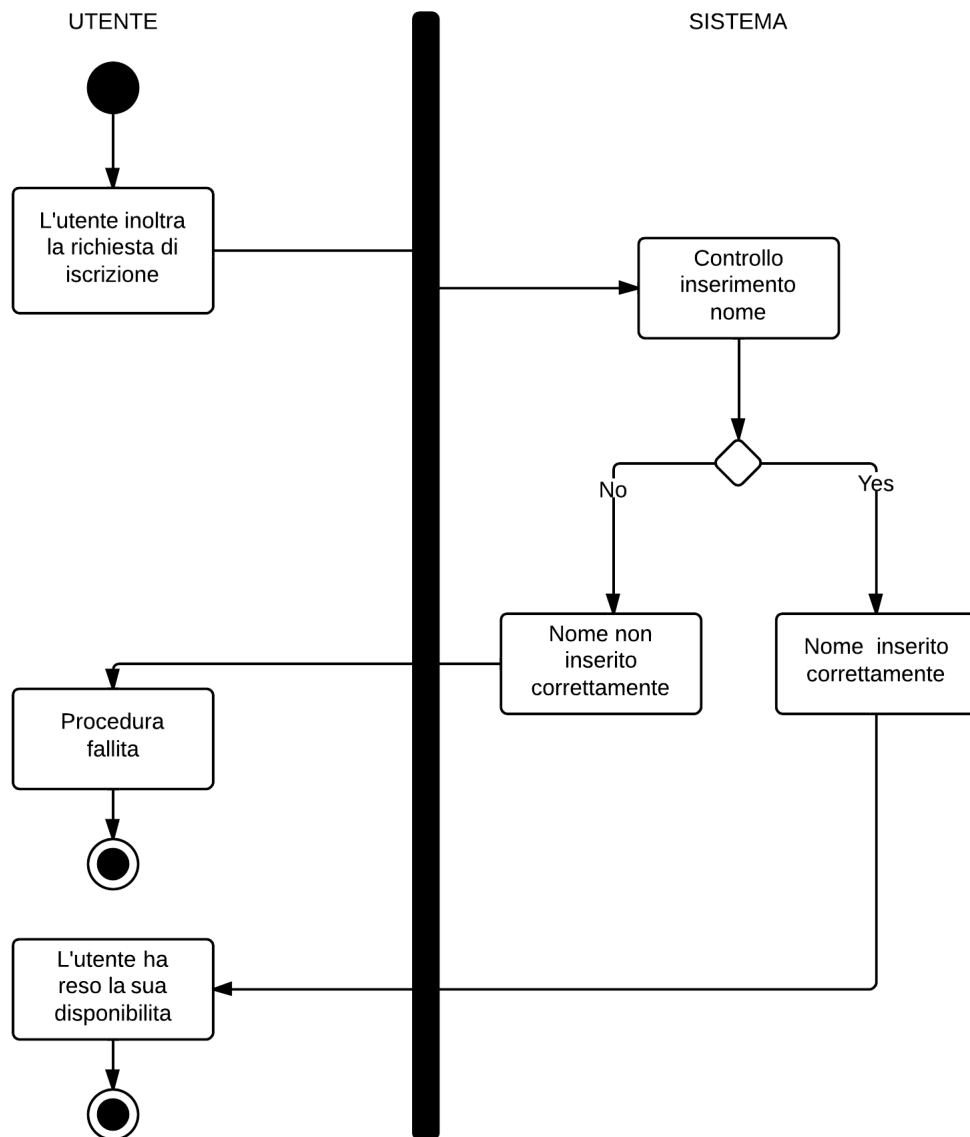 UTENTE
SISTEMA
L'utente inoltra
la richiesta di
iscrizione
Controllo
inserimento
nome
No
Yes
Nome non
inserito
correttamente
Nome  inserito
correttamente
Procedura
fallita
L'utente ha
reso la sua
disponibilita